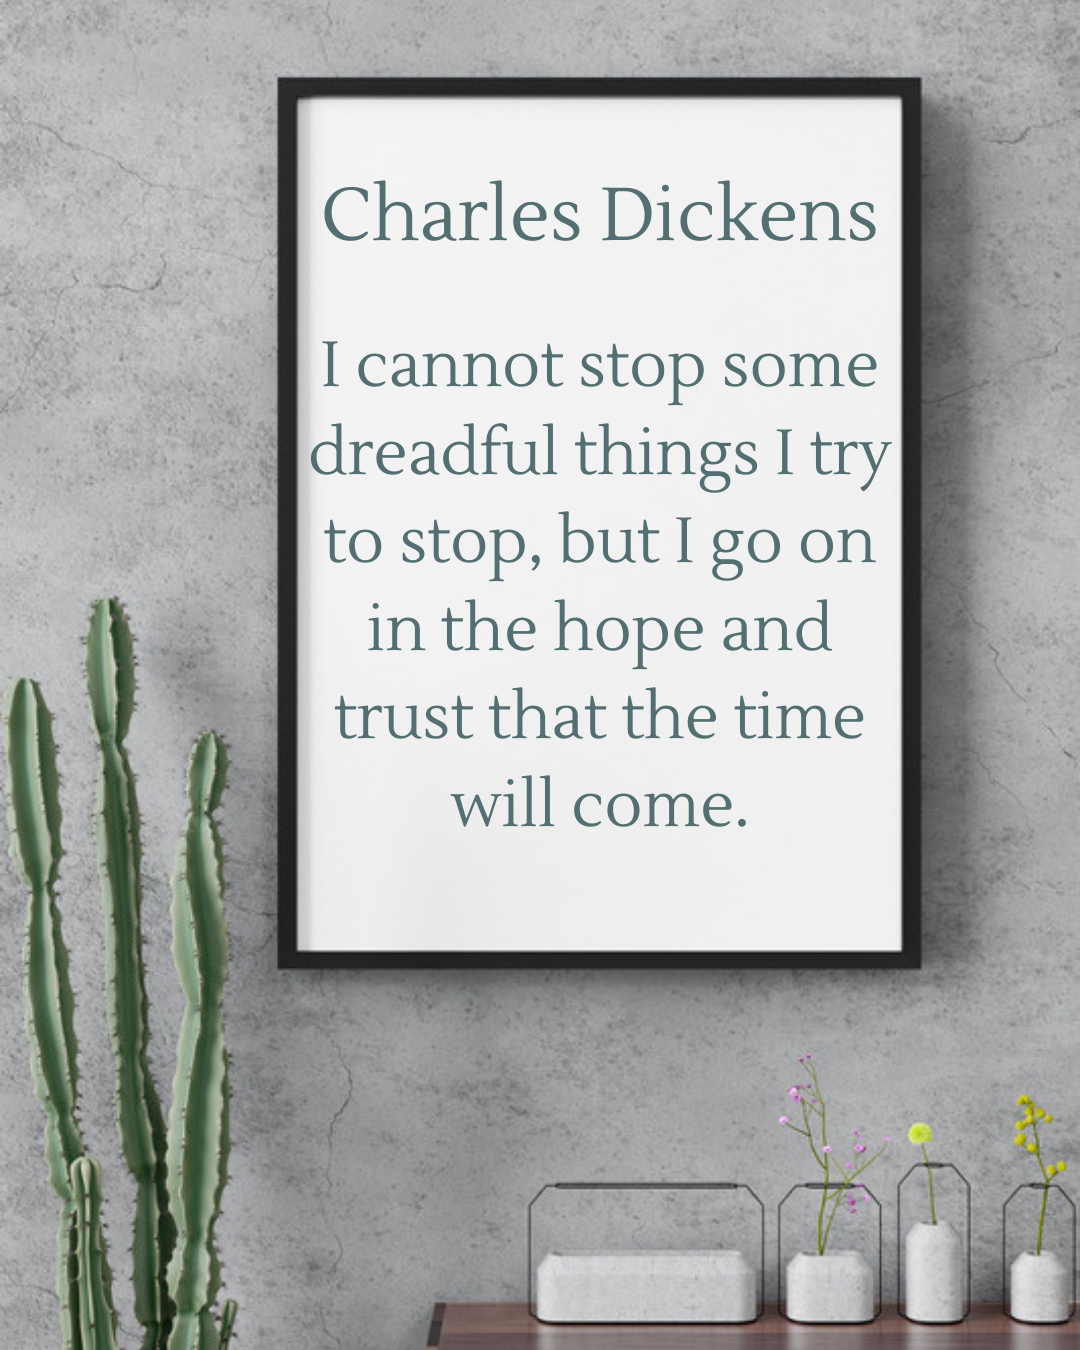 Charles Dickens
I cannot stop some
dreadful things I try
to stop, but I go on
in the hope and
trust that the time
will come.